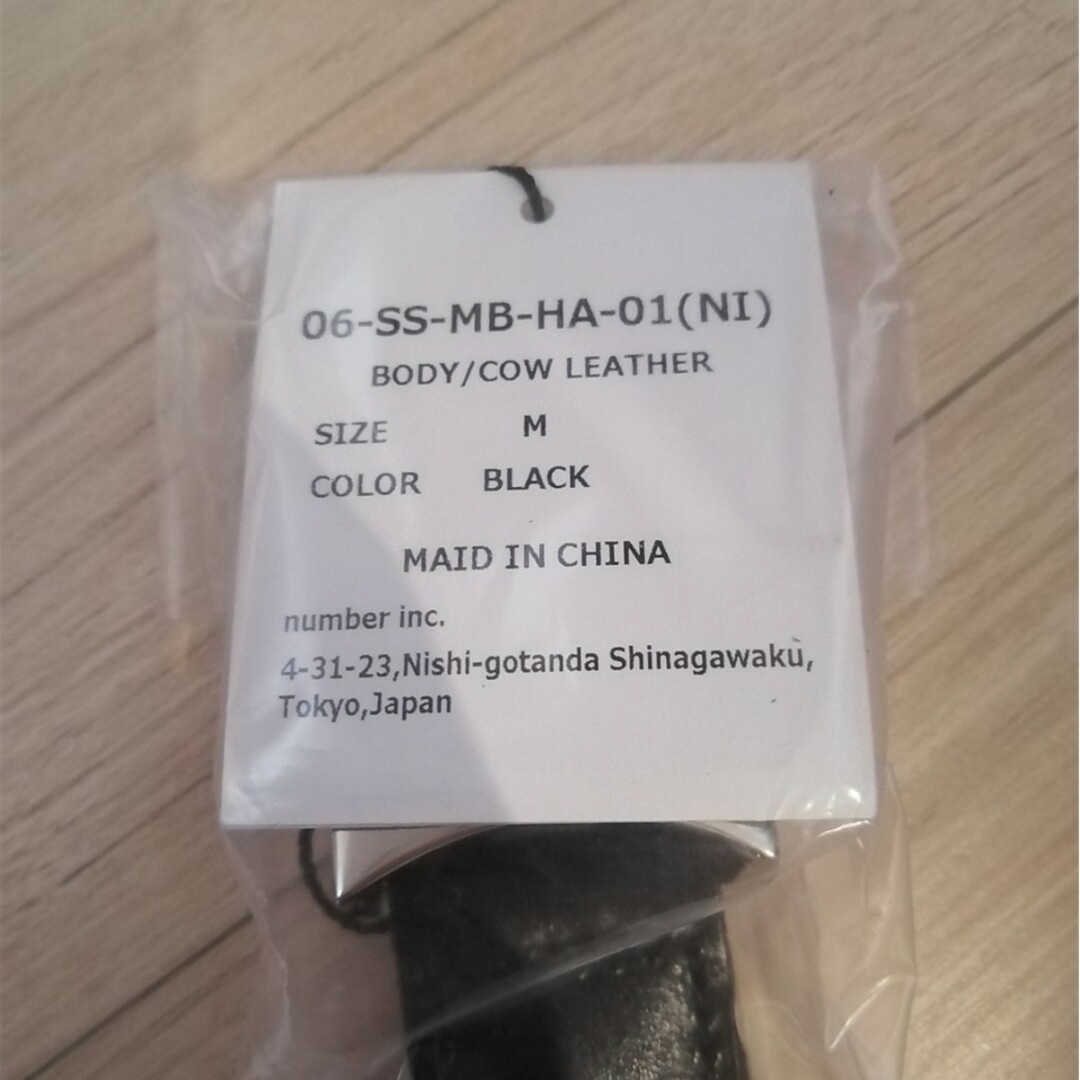 06-SS-MB-HA-01(NI)
BODY/COW LEATHER
SIZE M
COLOR BLACK
MAID IN CHINA
number inc.
4-31-23,Nishi-gotanda Shinagawaku,
Tokyo,Japan